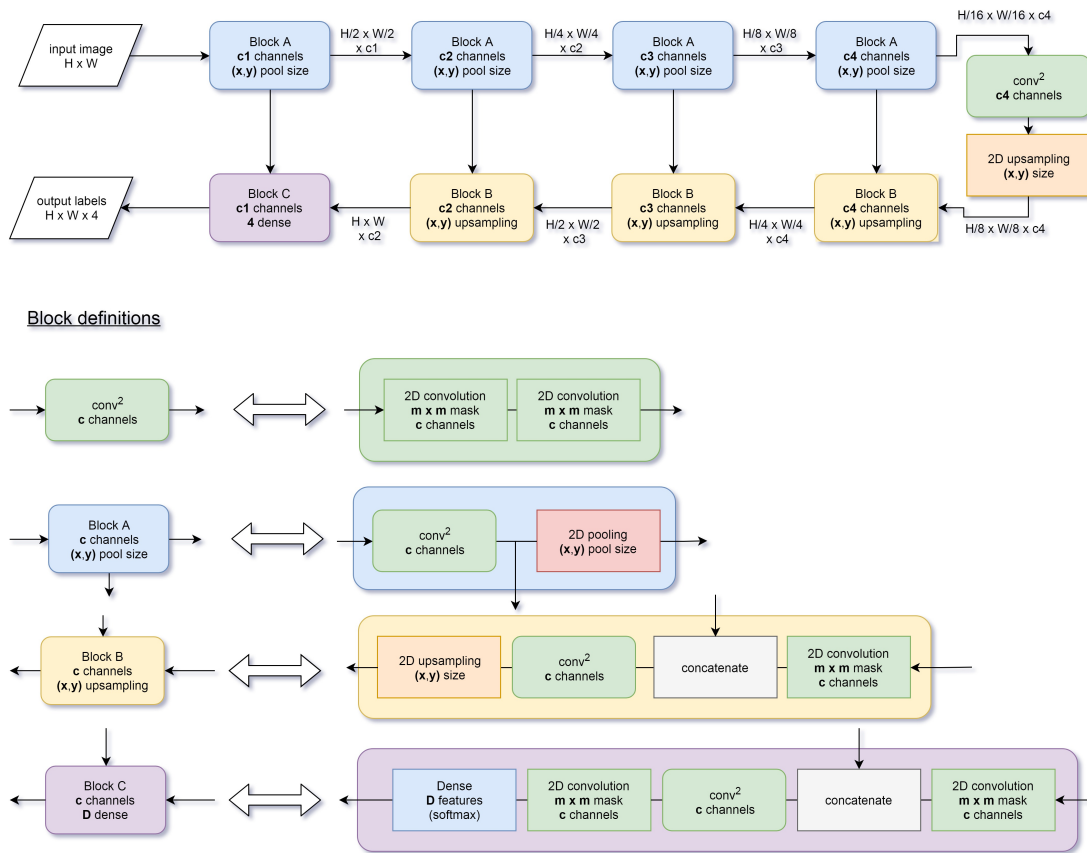 input image
H x W
Block A
c1 channels
(x,y) pool size
H/2 x W/2
x c1
Block A
c2 channels
(x,y) pool size
H/4 x W/4
x c2
Block A
c3 channels
(x,y) pool size
H/8 x W/8
x c3
Block A
c4 channels
(x,y) pool size
H/16 x W/16 x c4
conv²
c4 channels
2D upsampling
(x,y) size
output labels
H x W x 4
Block C
c1 channels
4 dense
H x W
x c2
Block B
c2 channels
(x,y) upsampling
H/2 x W/2
x c3
Block B
c3 channels
(x,y) upsampling
H/4 x W/4
x c4
Block B
c4 channels
(x,y) upsampling
H/8 x W/8 x c4
Block definitions
conv²
c channels
2D convolution
m x m mask
c channels
2D convolution
m x m mask
c channels
Block A
c channels
(x,y) pool size
conv²
c channels
2D pooling
(x,y) pool size
Block B
c channels
(x,y) upsampling
2D upsampling
(x,y) size
conv²
c channels
concatenate
2D convolution
m x m mask
c channels
Block C
c channels
D dense
Dense
D features
(softmax)
2D convolution
m x m mask
c channels
conv²
c channels
concatenate
2D convolution
m x m mask
c channels